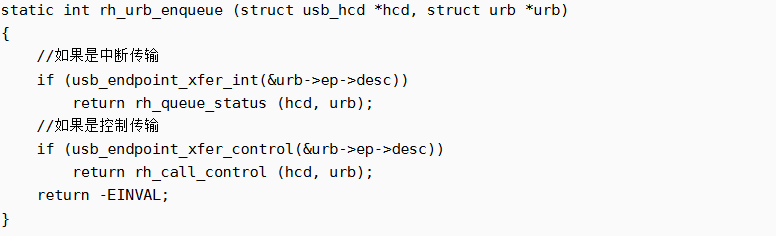 static int rh_urb_enqueue (struct usb_hcd *hcd, struct urb *urb)
{
    //如果是中断传输
    if (usb_endpoint_xfer_int(&urb->ep->desc))
        return rh_queue_status (hcd, urb);
    //如果是控制传输
    if (usb_endpoint_xfer_control(&urb->ep->desc))
        return rh_call_control (hcd, urb);
    return -EINVAL;
}